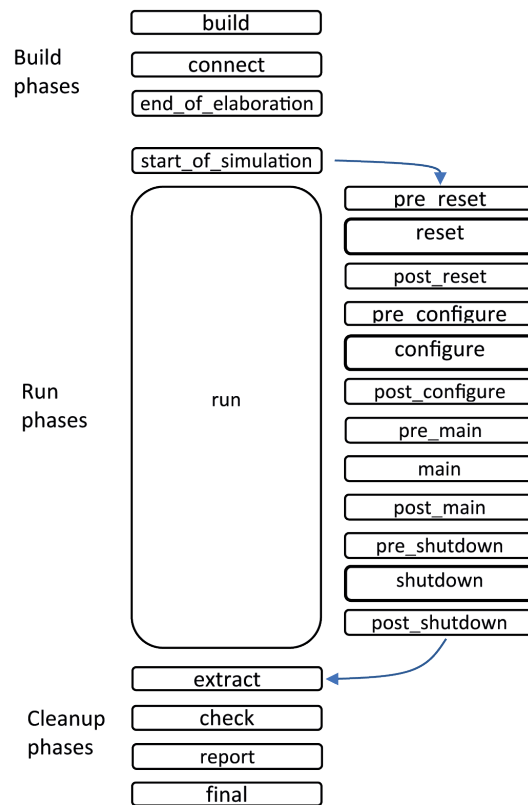 build
Build
phases
connect
end_of_elaboration
start_of_simulation
Run
phases
run
pre_reset
reset
post_reset
pre_configure
configure
post_configure
pre_main
main
post_main
pre_shutdown
shutdown
post_shutdown
extract
Cleanup
phases
check
report
final